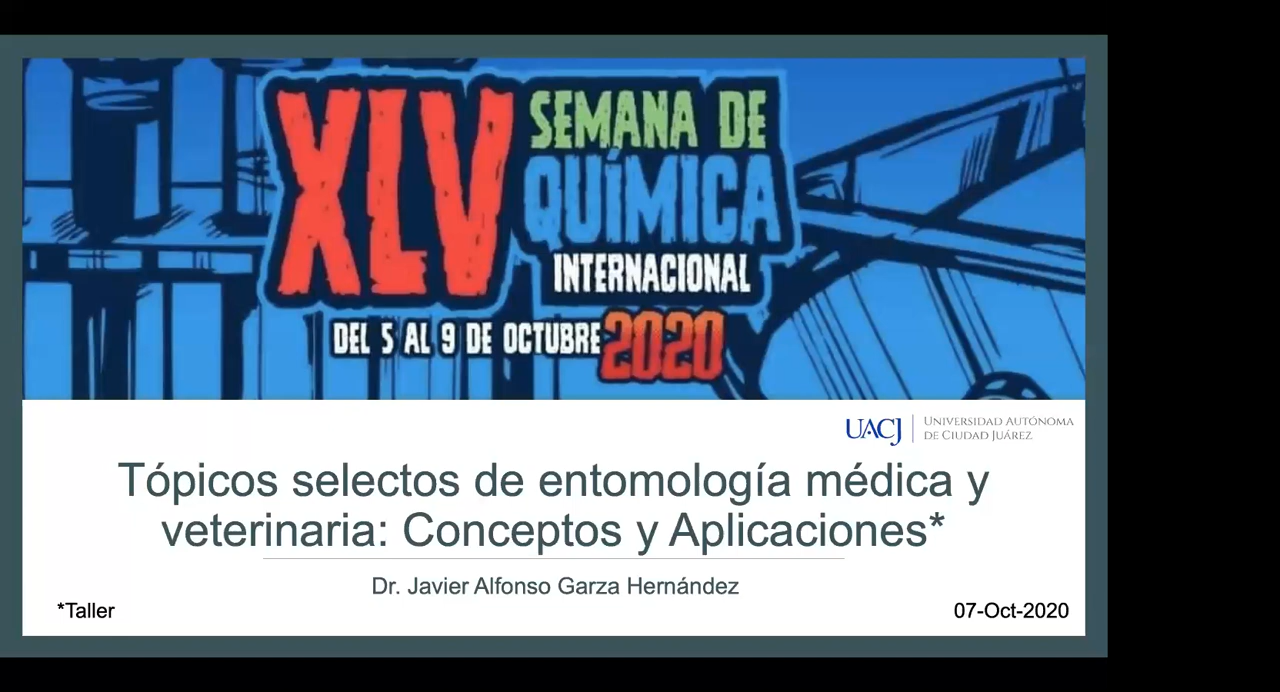 XLV
SEMANA DE
QUÍMICA
INTERNACIONAL
DEL 5 AL 9 DE OCTUBRE 2020
UACJ
UNIVERSIDAD AUTÓNOMA
DE CIUDAD JUÁREZ
Tópicos selectos de entomología médica y
veterinaria: Conceptos y Aplicaciones*
Dr. Javier Alfonso Garza Hernández
*Taller
07-Oct-2020